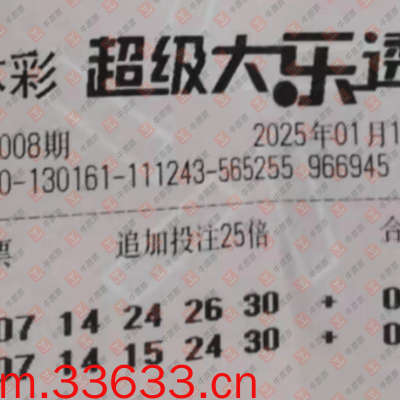 体彩 超级大乐透
008期 2025年01月1
0-130161-111243-565255 966945
票 追加投注25倍 合
07 14 24 26 30 + 0
07 14 15 24 30 + 0
m.33633.cn